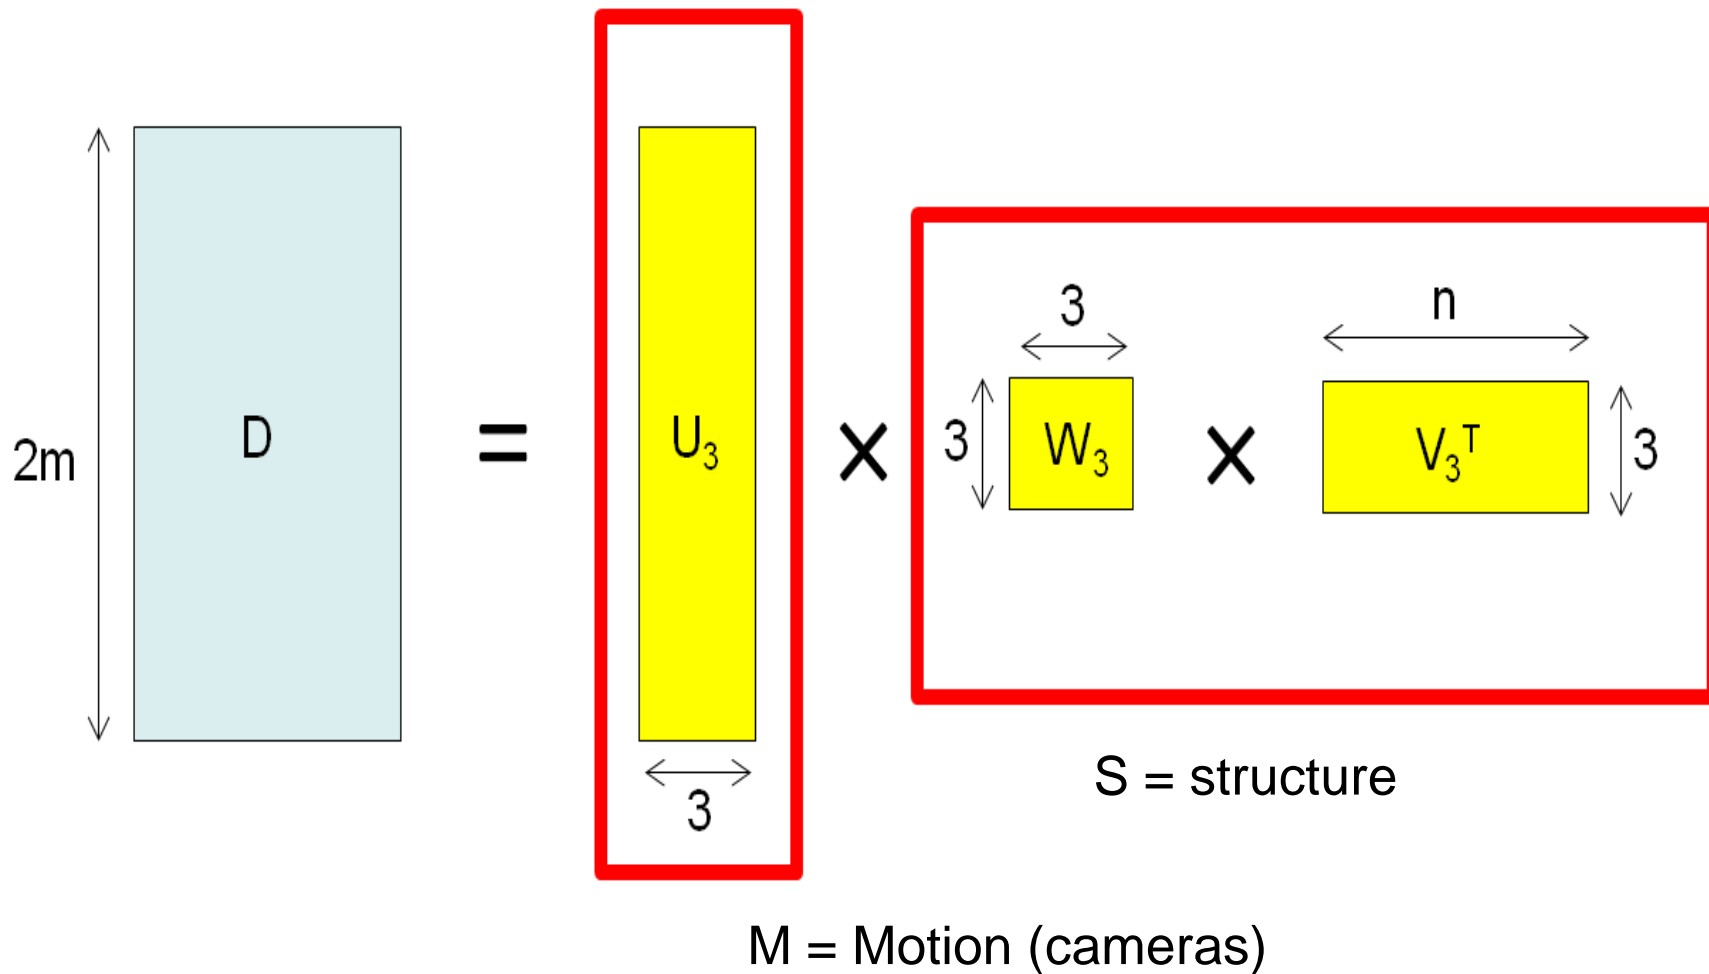 3
n
2m
D
=
U₃
×
3
W₃
×
V₃ᵀ
3
3
S = structure
M = Motion (cameras)